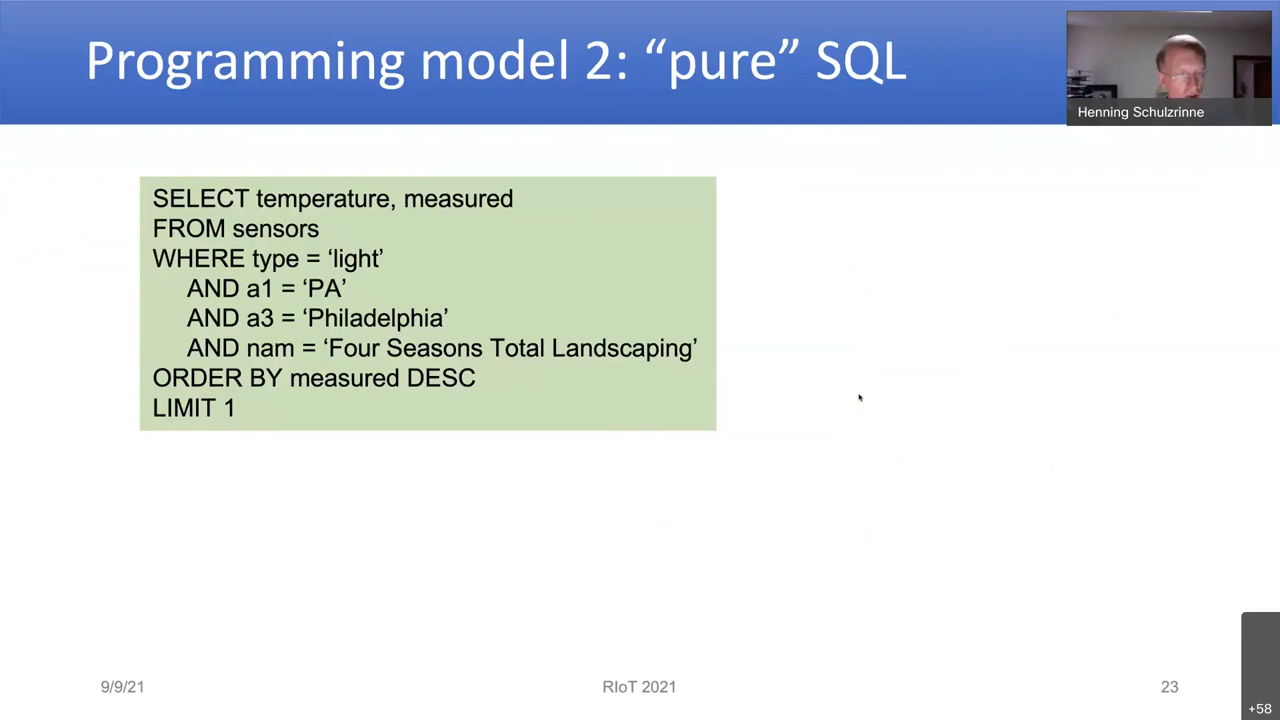 Programming model 2: “pure” SQL
Henning Schulzrinne
SELECT temperature, measured
FROM sensors
WHERE type = ‘light’
AND a1 = ‘PA’
AND a3 = ‘Philadelphia’
AND nam = ‘Four Seasons Total Landscaping’
ORDER BY measured DESC
LIMIT 1
9/9/21
RIoT 2021
23
+58